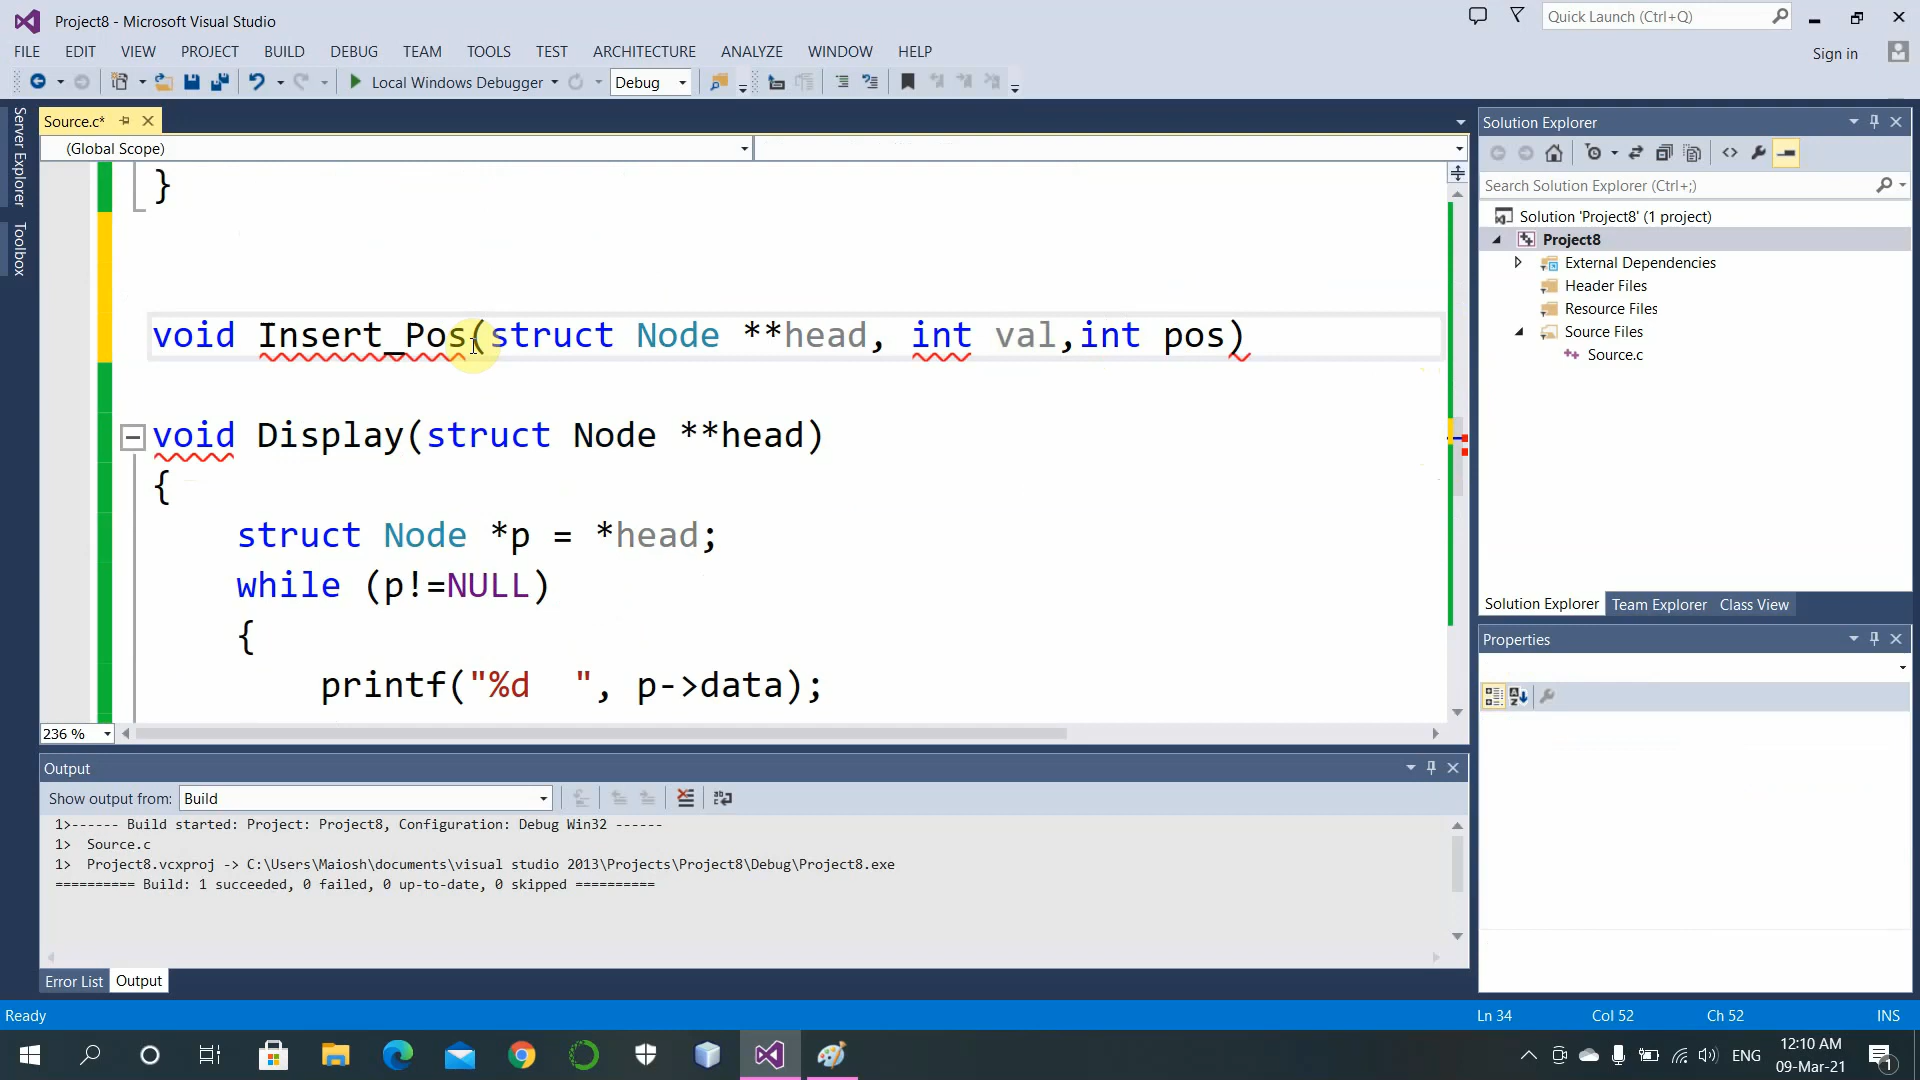 Project8 - Microsoft Visual Studio
Quick Launch (Ctrl+Q)
FILE EDIT VIEW PROJECT BUILD DEBUG TEAM TOOLS TEST ARCHITECTURE ANALYZE WINDOW HELP
Sign in
Local Windows Debugger Debug
Server Explorer
Toolbox
Source.c*
(Global Scope)
}
void Insert_Pos(struct Node **head, int val,int pos)
void Display(struct Node **head)
{
struct Node *p = *head;
while (p!=NULL)
{
printf("%d  ", p->data);
236 %
Solution Explorer
Search Solution Explorer (Ctrl+;)
Solution 'Project8' (1 project)
Project8
External Dependencies
Header Files
Resource Files
Source Files
Source.c
Solution Explorer Team Explorer Class View
Properties
Output
Show output from: Build
1>------ Build started: Project: Project8, Configuration: Debug Win32 ------
1>  Source.c
1>  Project8.vcxproj -> C:\Users\Maiosh\documents\visual studio 2013\Projects\Project8\Debug\Project8.exe
========== Build: 1 succeeded, 0 failed, 0 up-to-date, 0 skipped ==========
Error List Output
Ready Ln 34 Col 52 Ch 52 INS
ENG
12:10 AM
09-Mar-21
1